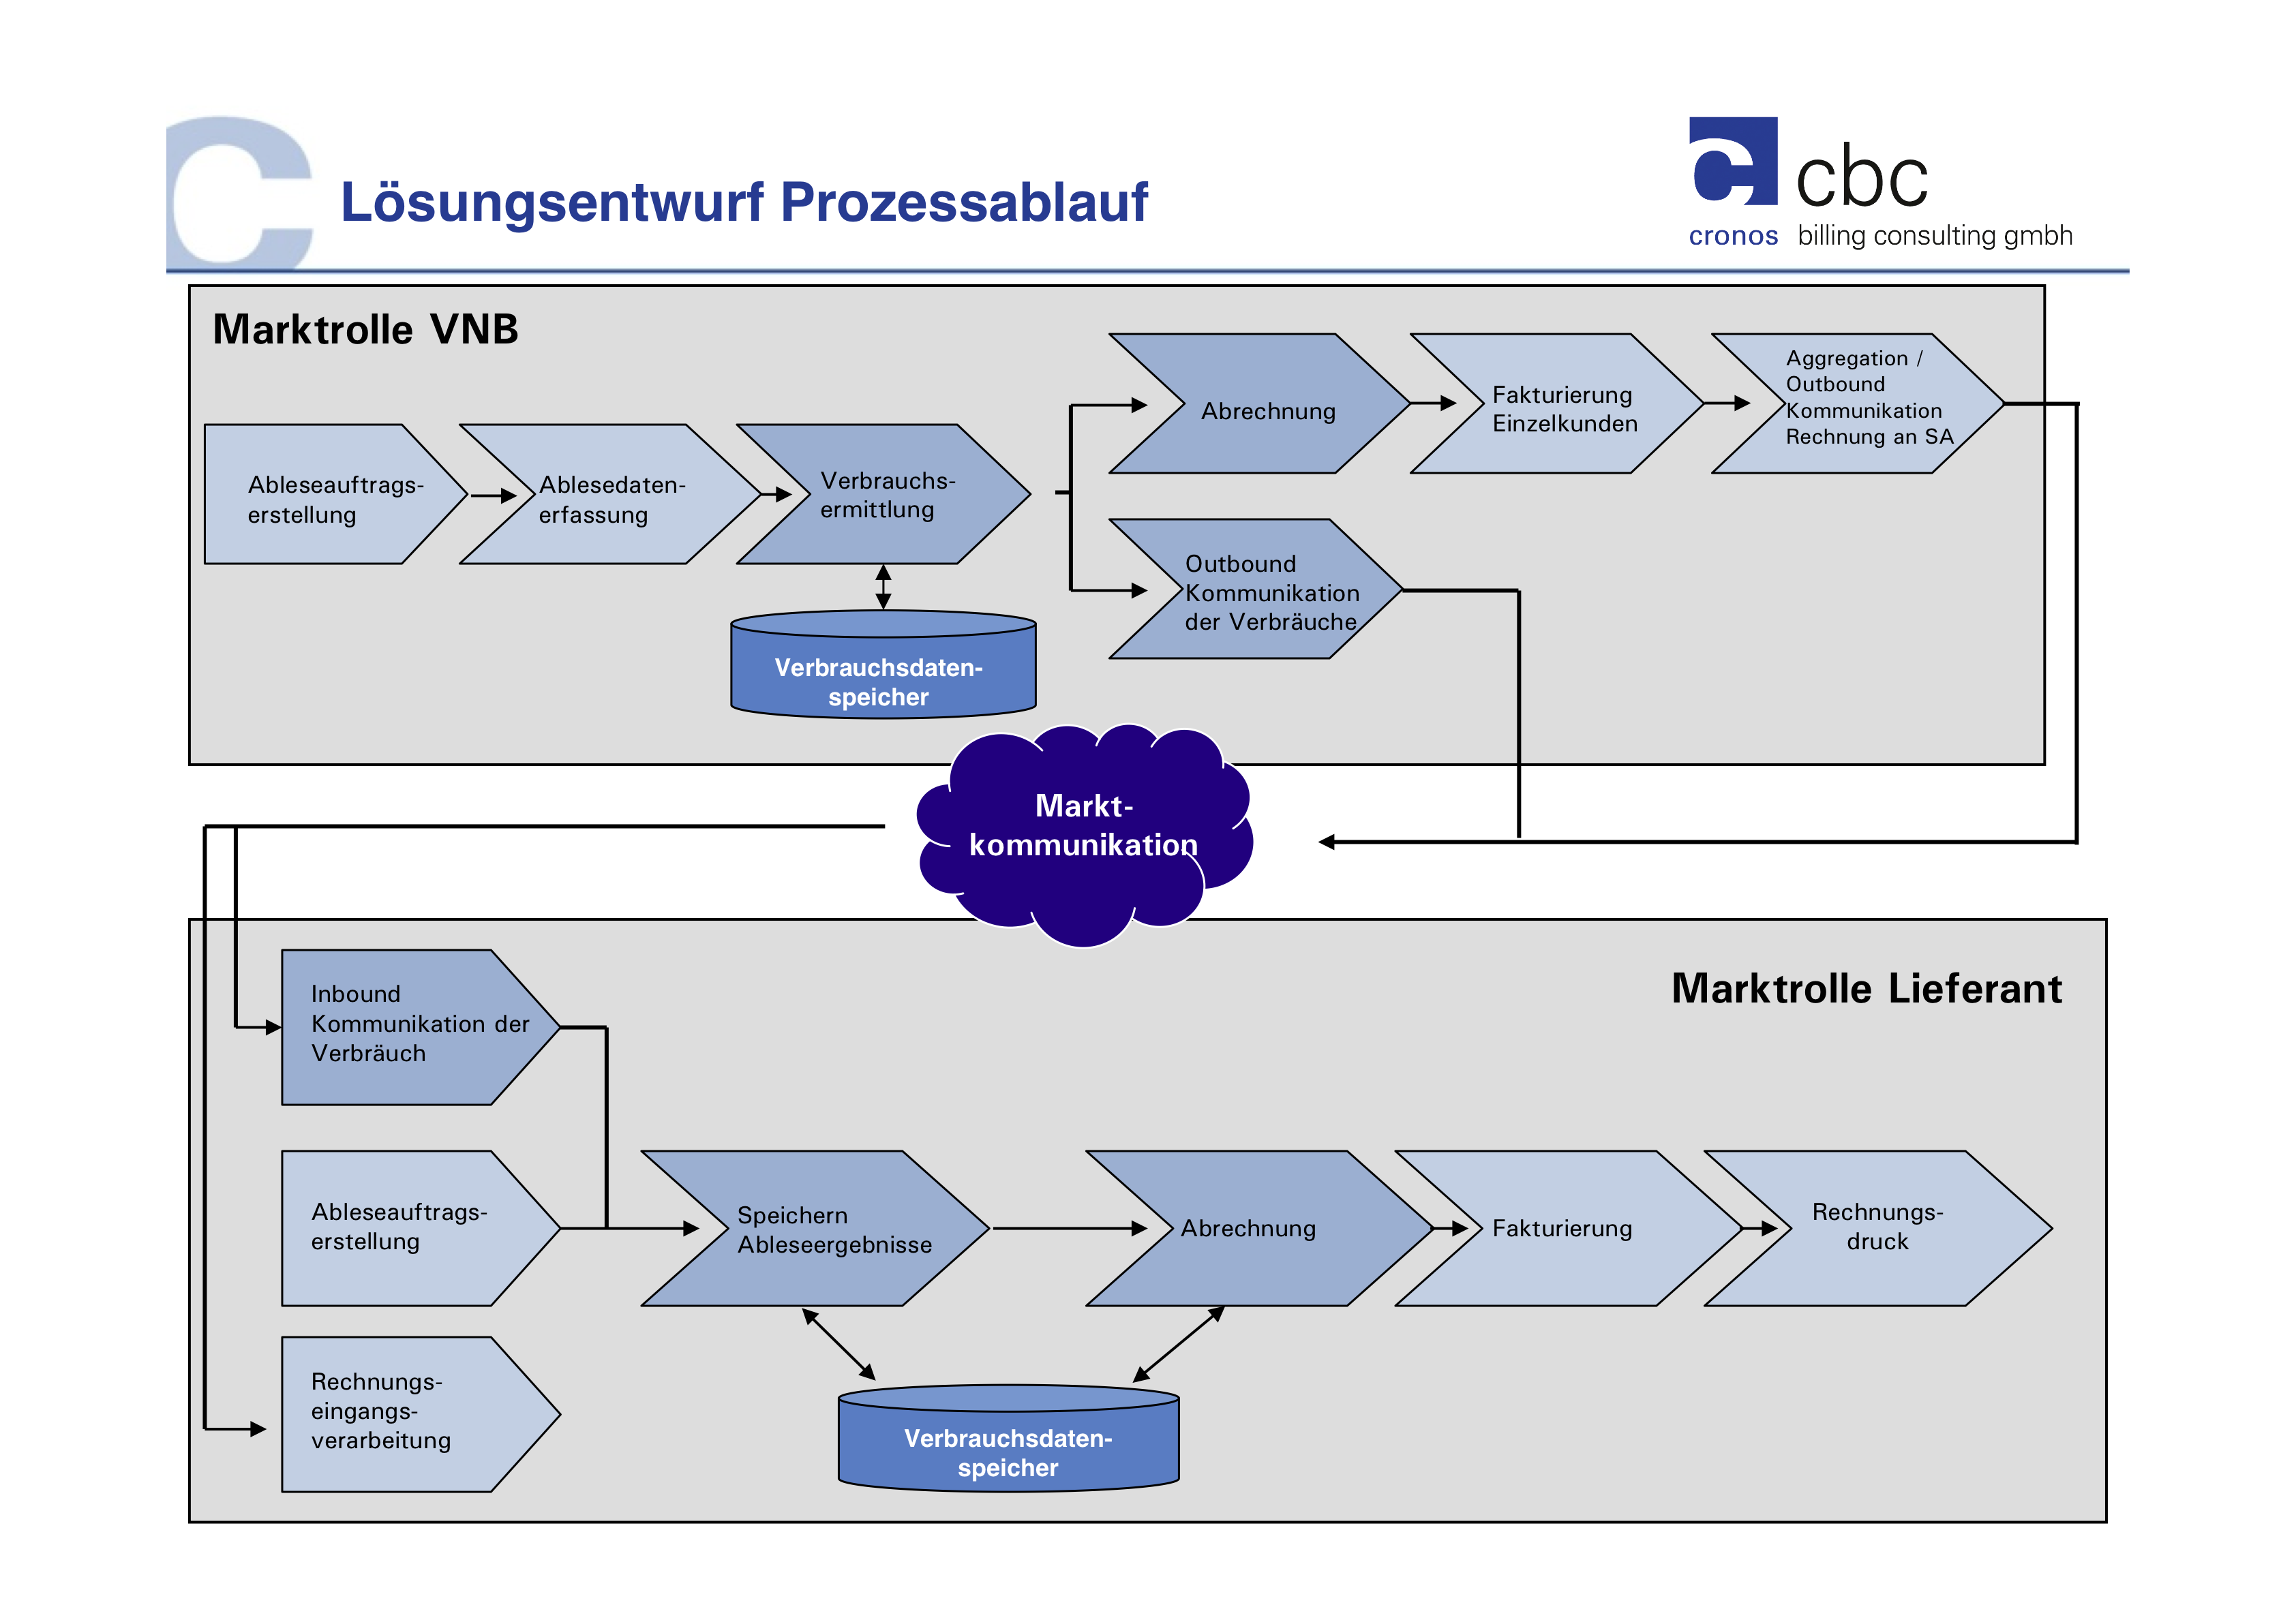 Lösungsentwurf Prozessablauf
cbc
cronos billing consulting gmbh
Marktrolle VNB
Ableseauftrags-
erstellung
Ablesedaten-
erfassung
Verbrauchs-
ermittlung
Verbrauchsdaten-
speicher
Abrechnung
Fakturierung
Einzelkunden
Aggregation /
Outbound
Kommunikation
Rechnung an SA
Outbound
Kommunikation
der Verbräuche
Markt-
kommunikation
Marktrolle Lieferant
Inbound
Kommunikation der
Verbräuch
Ableseauftrags-
erstellung
Rechnungs-
eingangs-
verarbeitung
Speichern
Ableseergebnisse
Abrechnung
Fakturierung
Rechnungs-
druck
Verbrauchsdaten-
speicher